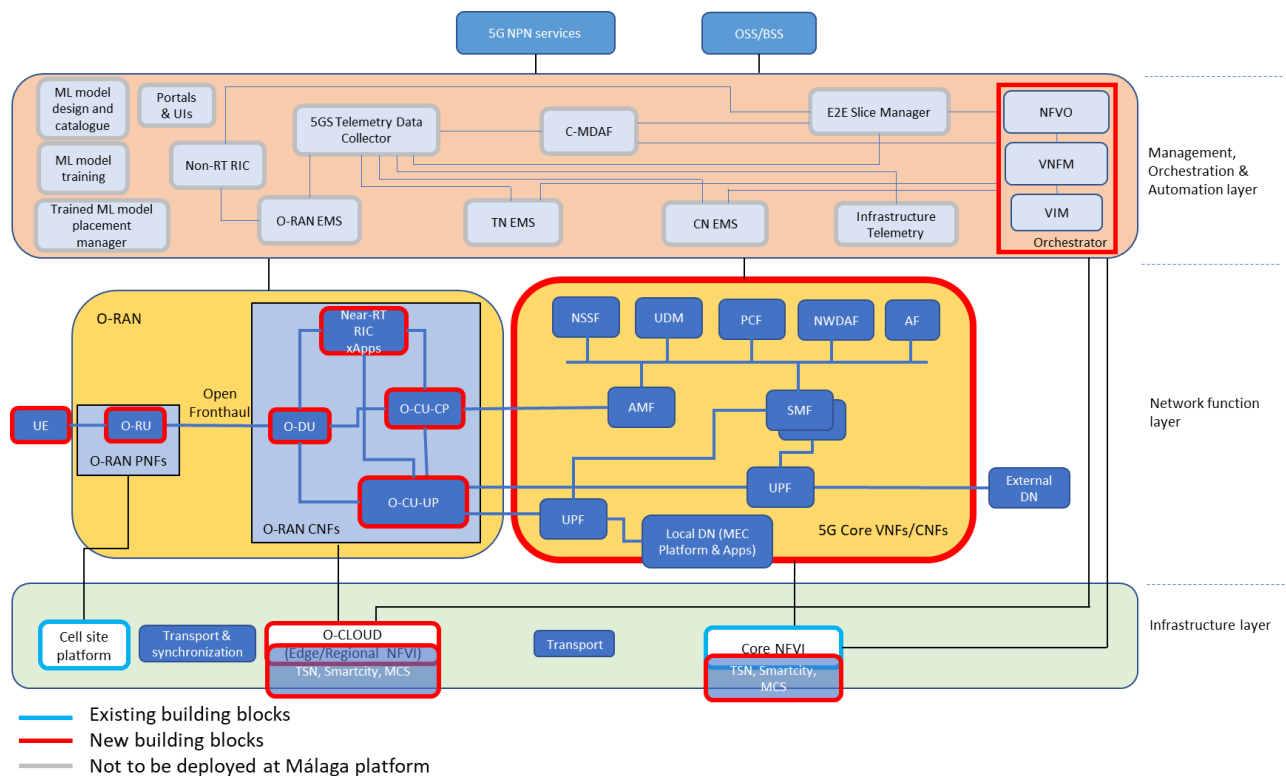 5G NPN services
OSS/BSS
ML model
design and
catalogue
Portals
& UIs
5GS Telemetry Data
Collector
C-MDAF
E2E Slice Manager
NFVO
ML model
training
Non-RT RIC
VNFM
Trained ML model
placement
manager
O-RAN EMS
TN EMS
CN EMS
Infrastructure
Telemetry
VIM
Orchestrator
Management,
Orchestration &
Automation layer
O-RAN
Near-RT
RIC
xApps
NSSF
UDM
PCF
NWDAF
AF
Open
Fronthaul
O-CU-CP
AMF
SMF
Network function
layer
UE
O-RU
O-DU
O-RAN PNFs
O-CU-UP
UPF
External
DN
O-RAN CNFs
UPF
Local DN (MEC
Platform & Apps)
5G Core VNFs/CNFs
Cell site
platform
Transport &
synchronization
O-CLOUD
(Edge/Regional NFVI)
TSN, Smartcity, MCS
Transport
Core NFVI
TSN, Smartcity,
MCS
Infrastructure layer
Existing building blocks
New building blocks
Not to be deployed at Málaga platform